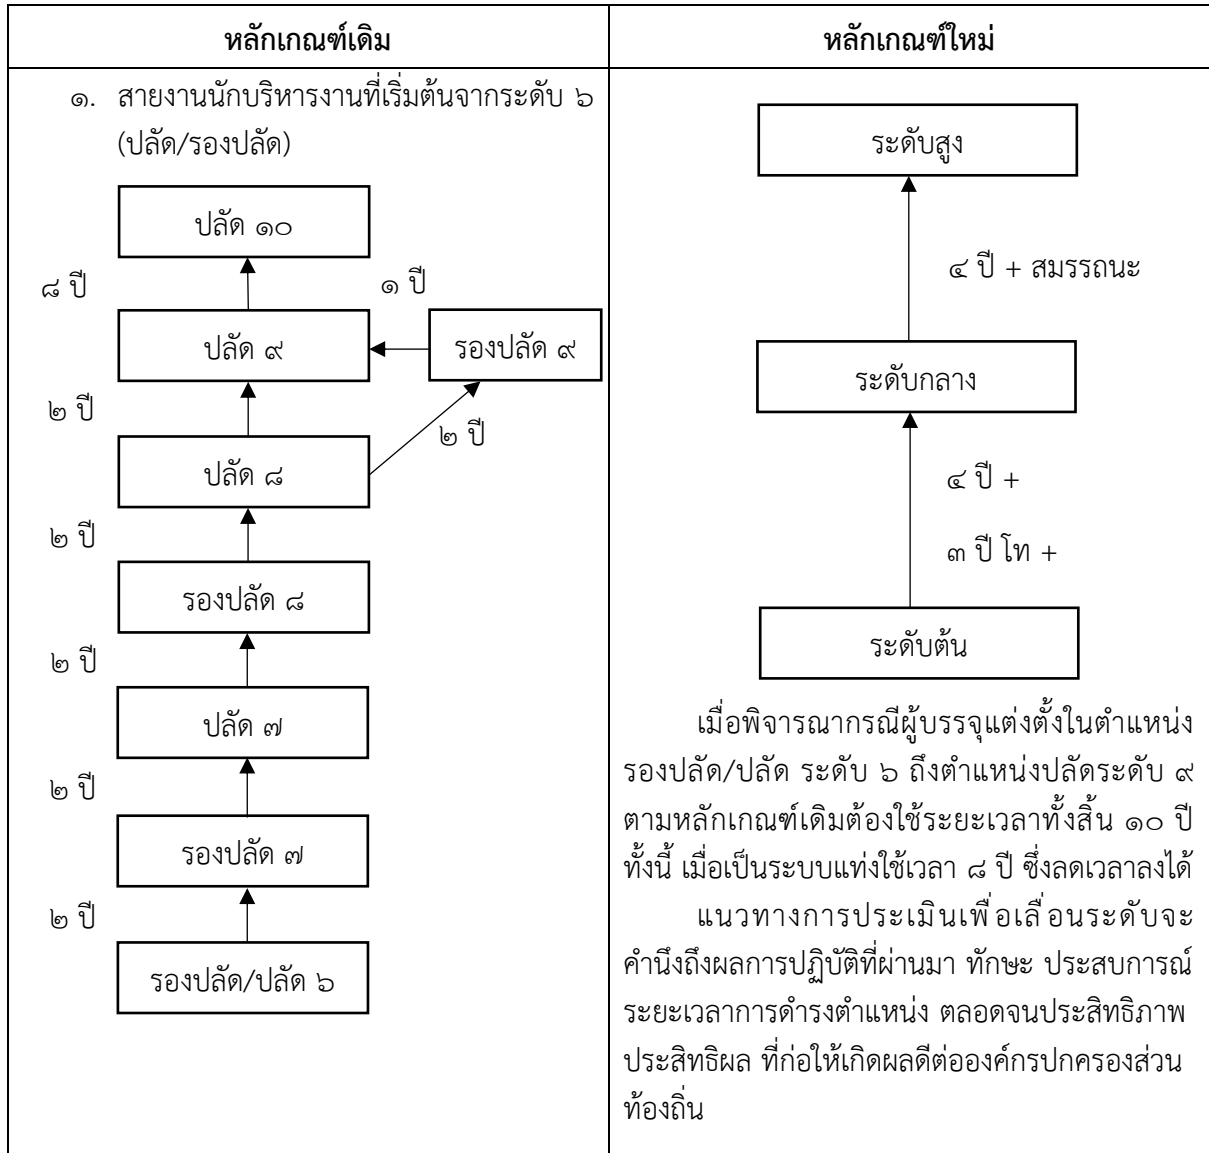 หลักเกณฑ์เดิม
หลักเกณฑ์ใหม่
๑. สายงานนักบริหารงานที่เริ่มต้นจากระดับ ๖
(ปลัด/รองปลัด)
ปลัด ๑๐
๘ ปี
๑ ปี
ปลัด ๙
รองปลัด ๙
๒ ปี
๒ ปี
ปลัด ๘
๒ ปี
รองปลัด ๘
๒ ปี
ปลัด ๗
๒ ปี
รองปลัด ๗
๒ ปี
รองปลัด/ปลัด ๖
ระดับสูง
๔ ปี + สมรรถนะ
ระดับกลาง
๔ ปี +
๓ ปี โท +
ระดับต้น
เมื่อพิจารณากรณีผู้บรรจุแต่งตั้งในตำแหน่ง
รองปลัด/ปลัด ระดับ ๖ ถึงตำแหน่งปลัดระดับ ๙
ตามหลักเกณฑ์เดิมต้องใช้ระยะเวลาทั้งสิ้น ๑๐ ปี
ทั้งนี้ เมื่อเป็นระบบแท่งใช้เวลา ๘ ปี ซึ่งลดเวลาลงได้
แนวทางการประเมินเพื่อเลื่อนระดับจะ
คำนึงถึงผลการปฏิบัติที่ผ่านมา ทักษะ ประสบการณ์
ระยะเวลาการดำรงตำแหน่ง ตลอดจนประสิทธิภาพ
ประสิทธิผล ที่ก่อให้เกิดผลดีต่อองค์กรปกครองส่วน
ท้องถิ่น